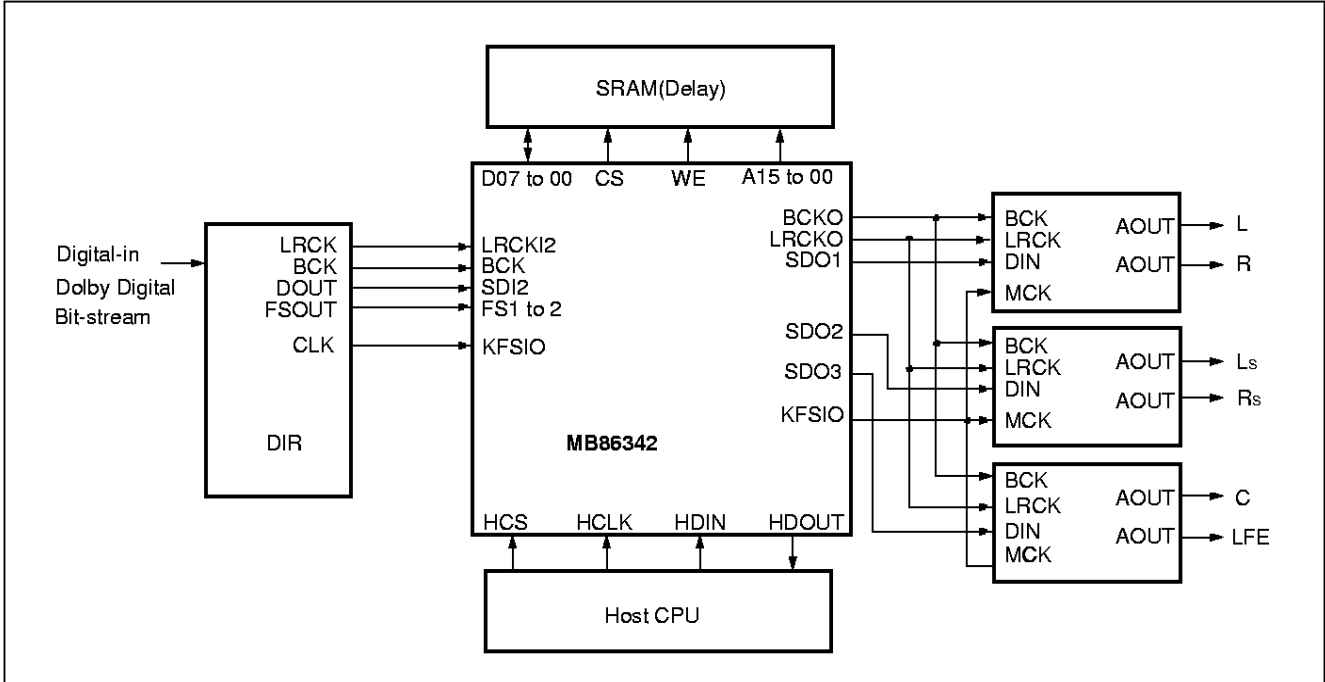 SRAM(Delay)
D07 to 00 CS WE A15 to 00
Digital-in
Dolby Digital
Bit-stream
LRCK
BCK
DOUT
FSOUT
CLK
DIR
LRCKI2
BCK
SDI2
FS1 to 2
KFSIO
MB86342
BCKO
LRCKO
SDO1
SDO2
SDO3
KFSIO
HCS HCLK HDIN HDOUT
Host CPU
BCK
LRCK
DIN
MCK
AOUT L
AOUT R
BCK
LRCK
DIN
MCK
AOUT Ls
AOUT Rs
BCK
LRCK
DIN
MCK
AOUT C
AOUT LFE